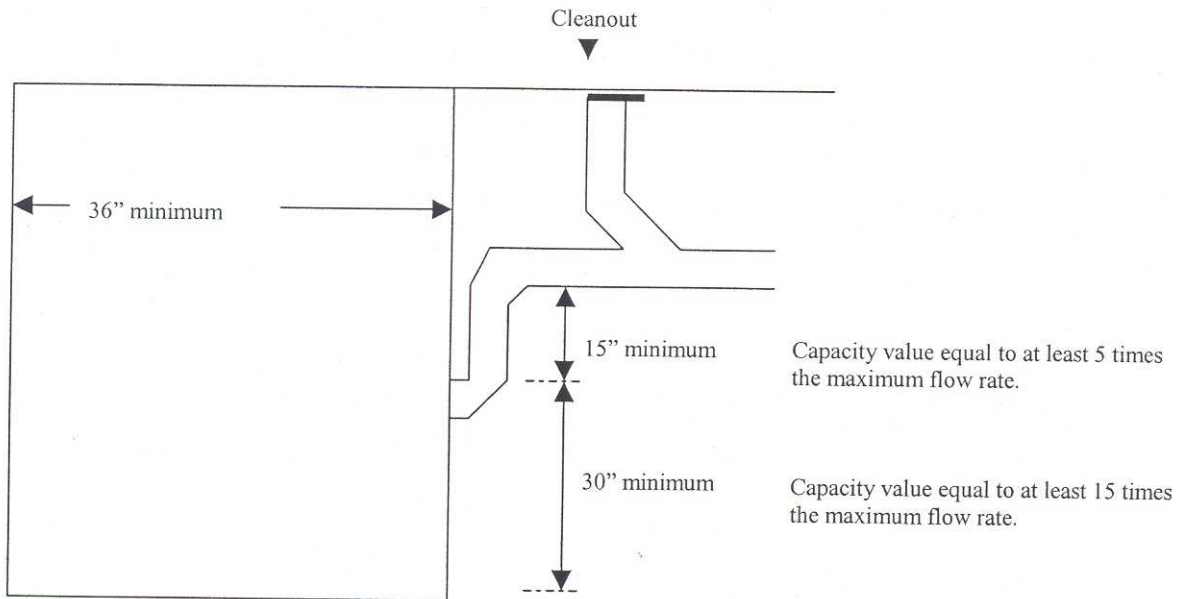 Cleanout
36” minimum
15” minimum
Capacity value equal to at least 5 times
the maximum flow rate.
30” minimum
Capacity value equal to at least 15 times
the maximum flow rate.